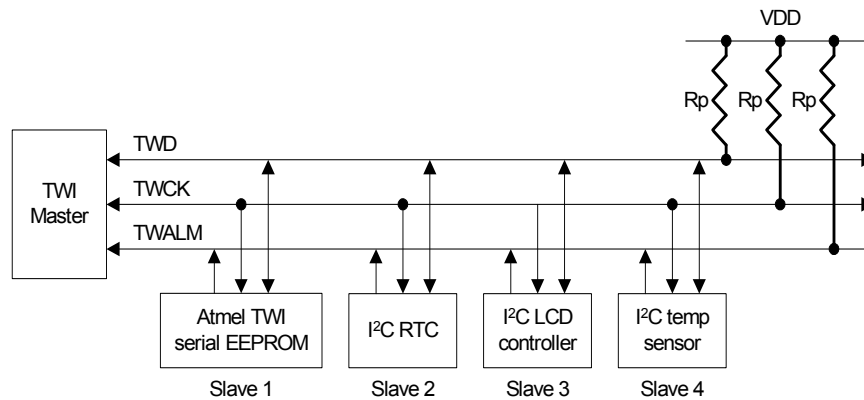 VDD
Rp Rp Rp
TWD
TWI
Master
TWCK
TWALM
Atmel TWI
serial EEPROM
I²C RTC
I²C LCD
controller
I²C temp
sensor
Slave 1 Slave 2 Slave 3 Slave 4